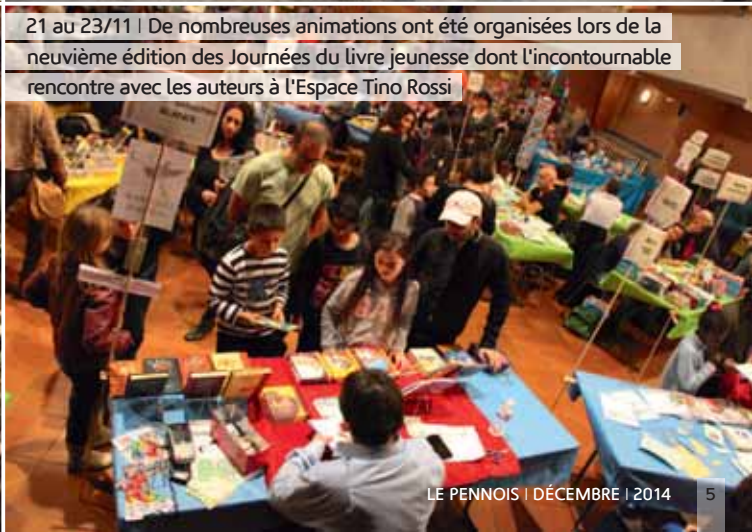 21 au 23/11 | De nombreuses animations ont été organisées lors de la
neuvième édition des Journées du livre jeunesse dont l'incontournable
rencontre avec les auteurs à l'Espace Tino Rossi
LE PENNOIS | DÉCEMBRE | 2014 5